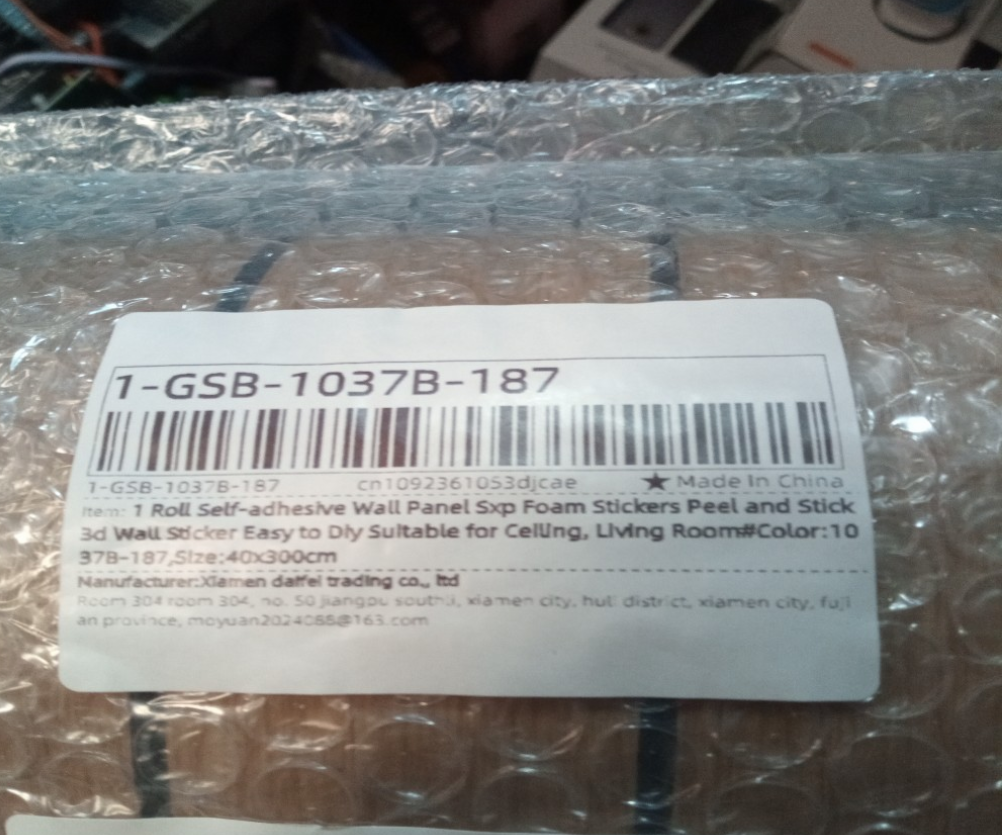 1-GSB-1037B-187
1-GSB-1037B-187 cn1092361053djcae ★ Made In China
Item: 1 Roll Self-adhesive Wall Panel Sxp Foam Stickers Peel and Stick
3d Wall Sticker Easy to Diy Suitable for Ceiling, Living Room#Color:10
37B-187,Size:40x300cm
Manufacturer:Xiamen daifei trading co., ltd
Room 304 room 304, no. 50 jiangpu xiamen city, huli district, xiamen city, fuji
an province, moyuan2024088@163.com